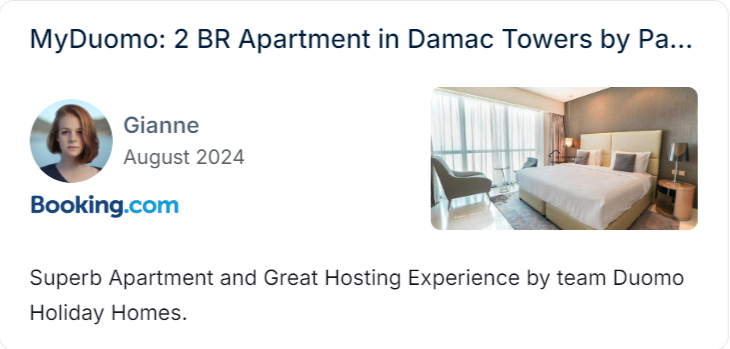 MyDuomo: 2 BR Apartment in Damac Towers by Pa...
Gianne
August 2024
Booking.com
Superb Apartment and Great Hosting Experience by team Duomo
Holiday Homes.